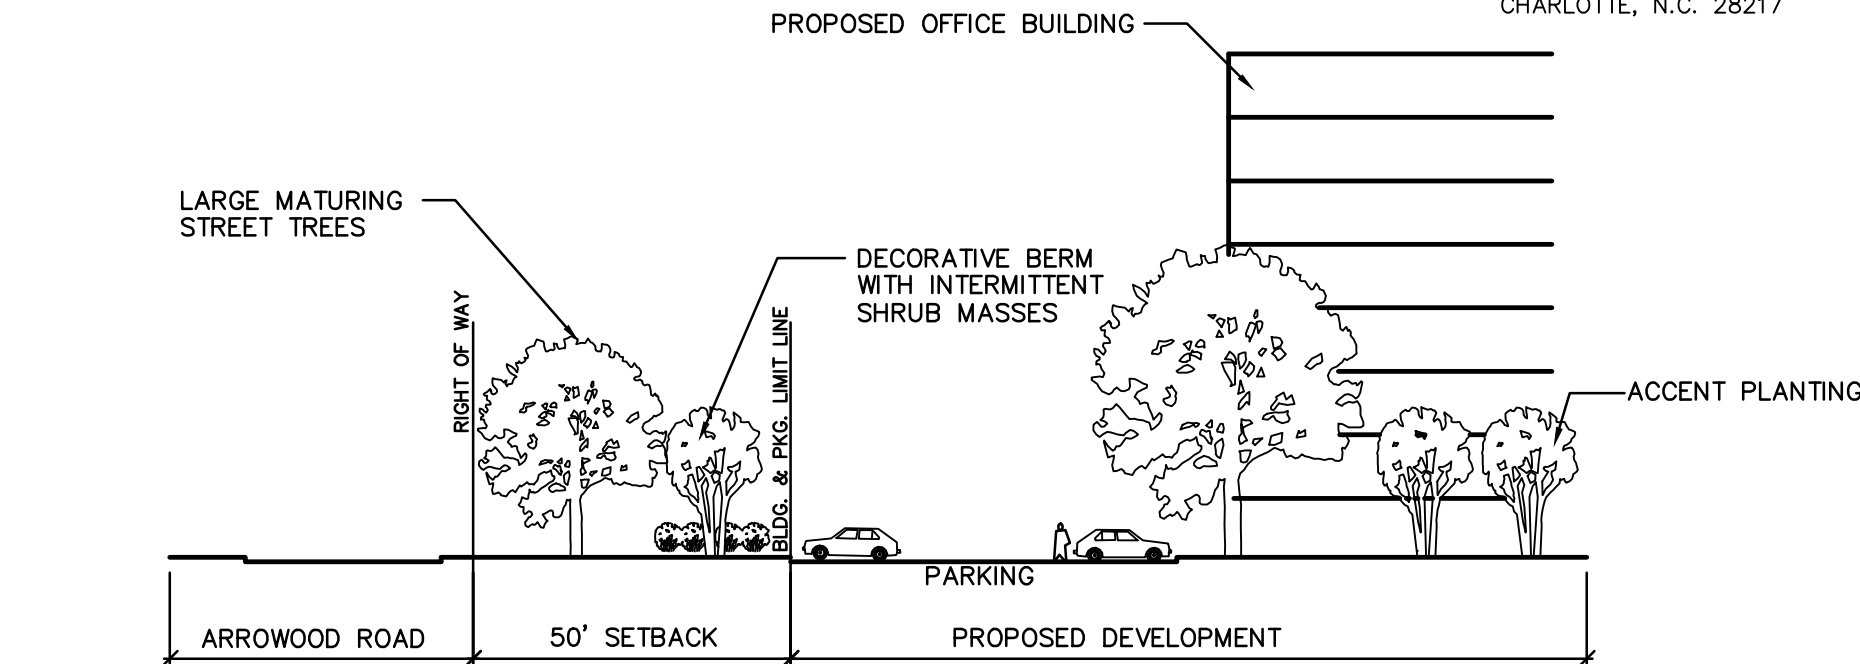 CHARLOTTE, N.C. 28217
PROPOSED OFFICE BUILDING
LARGE MATURING
STREET TREES
DECORATIVE BERM
WITH INTERMITTENT
SHRUB MASSES
RIGHT OF WAY
BLDG. & PKG. LIMIT LINE
ACCENT PLANTING
PARKING
ARROWOOD ROAD
50' SETBACK
PROPOSED DEVELOPMENT